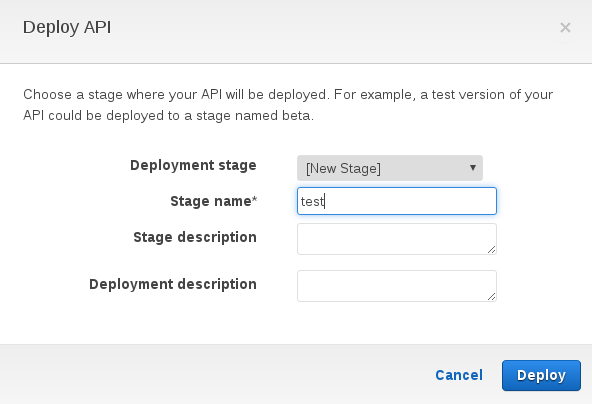 Deploy API
×
Choose a stage where your API will be deployed. For example, a test version of your
API could be deployed to a stage named beta.
Deployment stage [New Stage]
Stage name* test
Stage description
Deployment description
Cancel Deploy